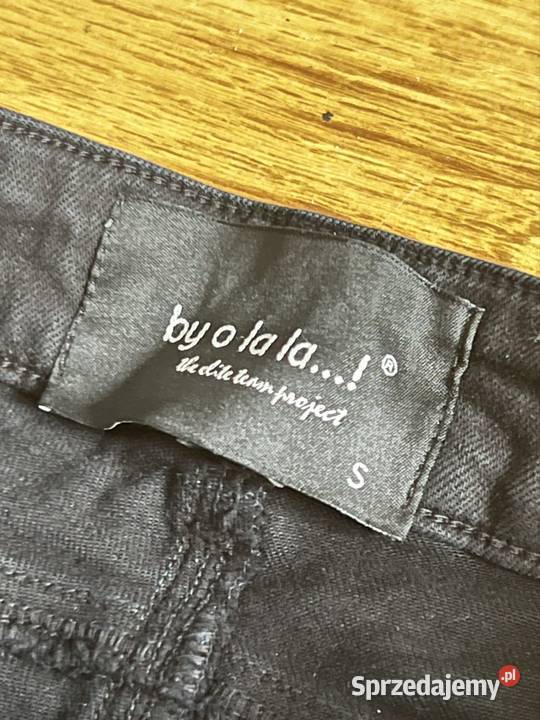 by o la la...! ®
the elite team project
S
Sprzedajemy.pl